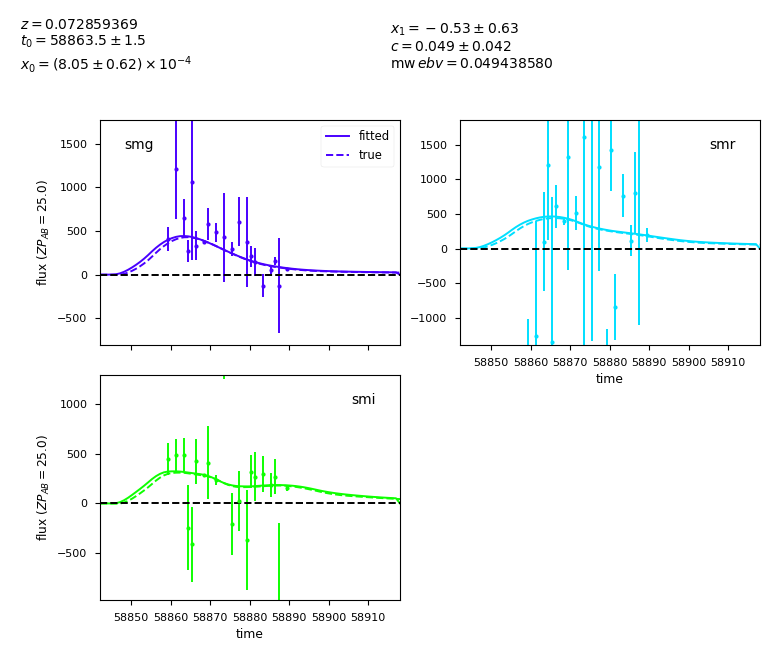 z = 0.072859369
t₀ = 58863.5 ± 1.5
x₀ = (8.05 ± 0.62) × 10⁻⁴
x₁ = −0.53 ± 0.63
c = 0.049 ± 0.042
mw ebv = 0.049438580
1500
1000
500
0
−500
flux (ZP_AB = 25.0)
smg
fitted
true
1500
1000
500
0
−500
−1000
smr
58850 58860 58870 58880 58890 58900 58910
time
1000
500
0
−500
flux (ZP_AB = 25.0)
smi
58850 58860 58870 58880 58890 58900 58910
time